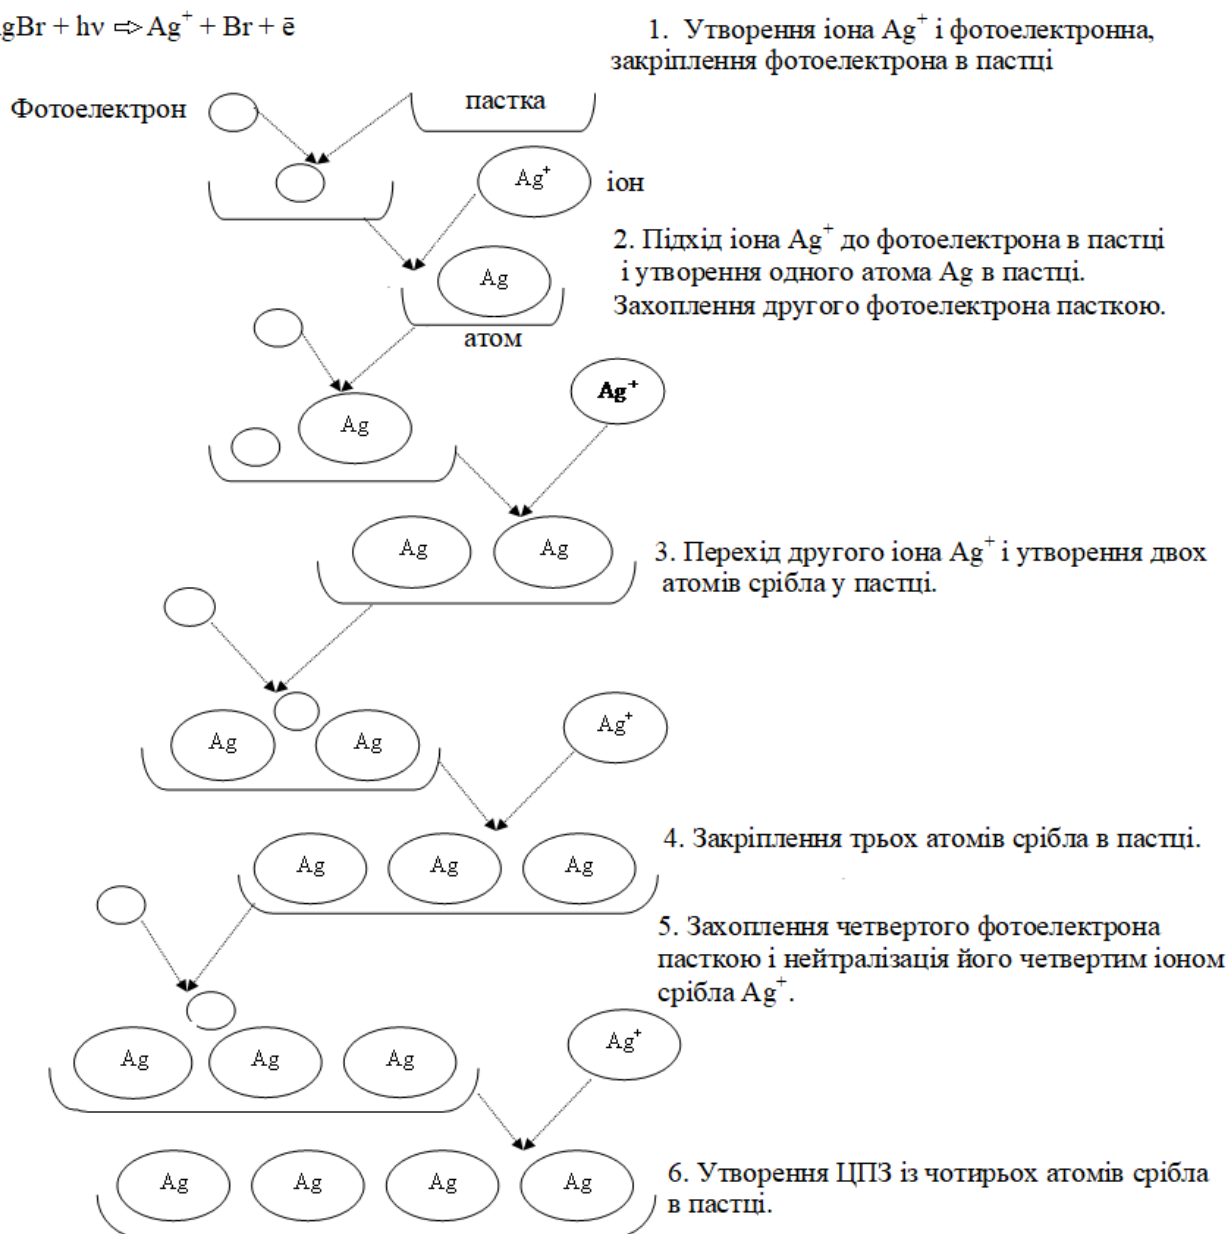 gBr + hν ⇨ Ag⁺ + Br + ē
1. Утворення іона Ag⁺ і фотоелектронна,
закріплення фотоелектрона в пастці
Фотоелектрон
пастка
Ag⁺
іон
2. Підхід іона Ag⁺ до фотоелектрона в пастці
і утворення одного атома Ag в пастці.
Захоплення другого фотоелектрона пасткою.
Ag
атом
Ag⁺
Ag
Ag Ag
3. Перехід другого іона Ag⁺ і утворення двох
атомів срібла у пастці.
Ag⁺
Ag Ag
4. Закріплення трьох атомів срібла в пастці.
Ag Ag Ag
5. Захоплення четвертого фотоелектрона
пасткою і нейтралізація його четвертим іоном
срібла Ag⁺.
Ag⁺
Ag Ag Ag
6. Утворення ЦПЗ із чотирьох атомів срібла
в пастці.
Ag Ag Ag Ag